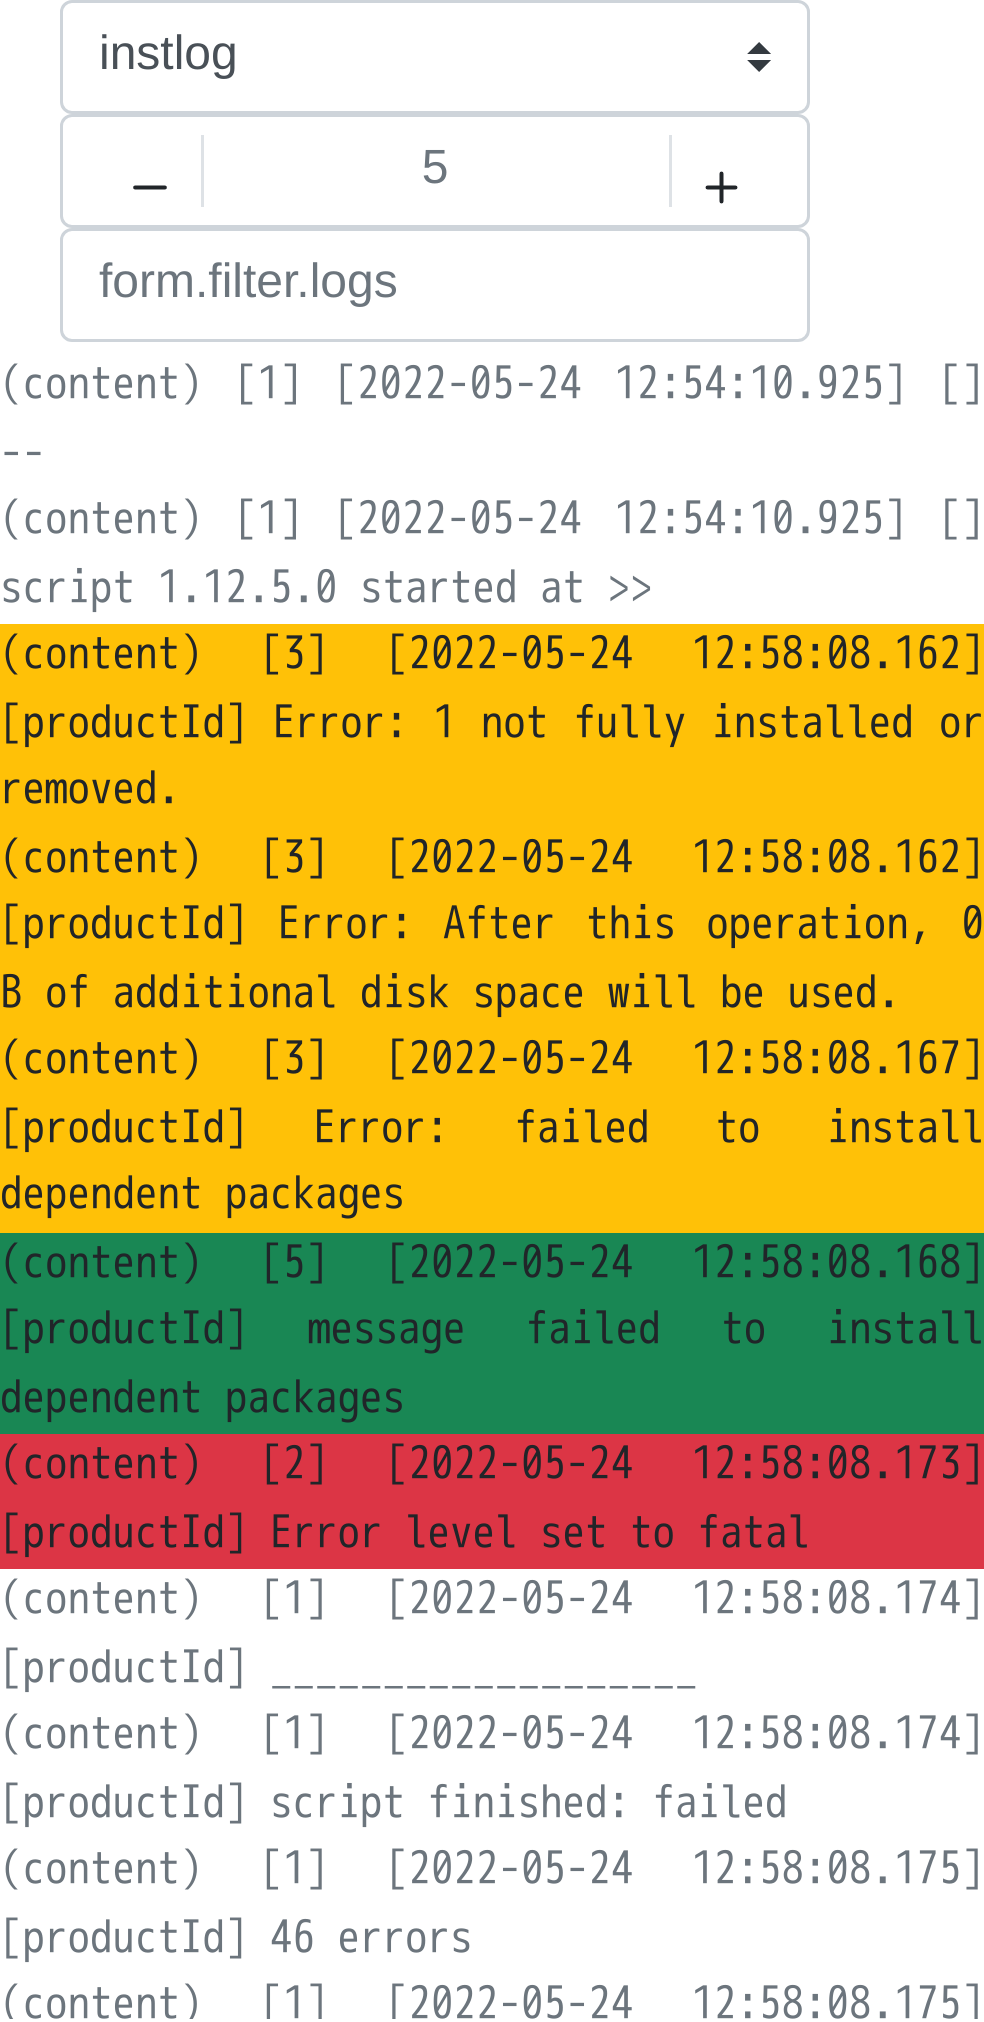 instlog
− 5 +
form.filter.logs
(content) [1] [2022-05-24 12:54:10.925] []
--
(content) [1] [2022-05-24 12:54:10.925] []
script 1.12.5.0 started at >>
(content) [3] [2022-05-24 12:58:08.162]
[productId] Error: 1 not fully installed or
removed.
(content) [3] [2022-05-24 12:58:08.162]
[productId] Error: After this operation, 0
B of additional disk space will be used.
(content) [3] [2022-05-24 12:58:08.167]
[productId] Error: failed to install
dependent packages
(content) [5] [2022-05-24 12:58:08.168]
[productId] message failed to install
dependent packages
(content) [2] [2022-05-24 12:58:08.173]
[productId] Error level set to fatal
(content) [1] [2022-05-24 12:58:08.174]
[productId] ___________________
(content) [1] [2022-05-24 12:58:08.174]
[productId] script finished: failed
(content) [1] [2022-05-24 12:58:08.175]
[productId] 46 errors
(content) [1] [2022-05-24 12:58:08.175]